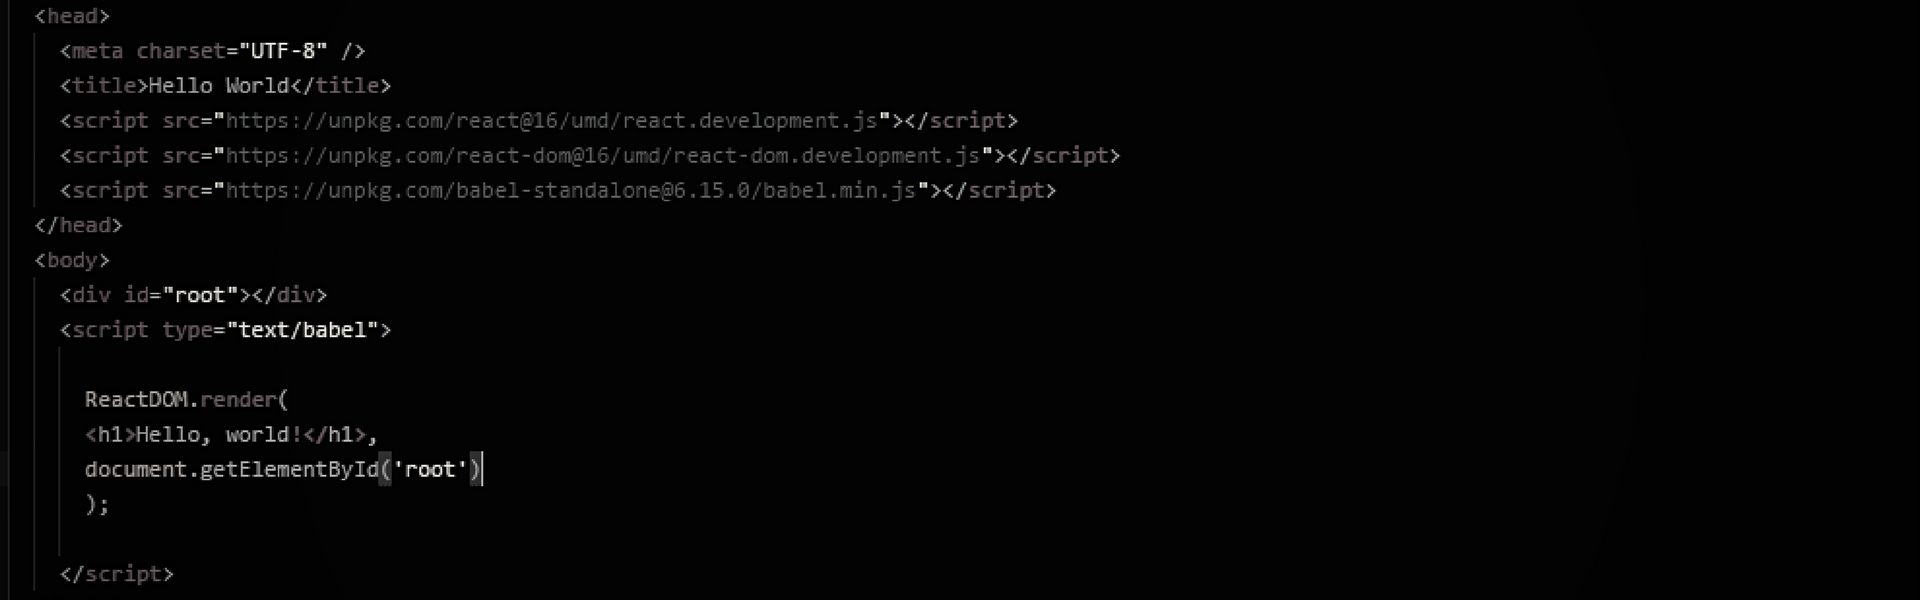 <head>
<meta charset="UTF-8" />
<title>Hello World</title>
<script src="https://unpkg.com/react@16/umd/react.development.js"></script>
<script src="https://unpkg.com/react-dom@16/umd/react-dom.development.js"></script>
<script src="https://unpkg.com/babel-standalone@6.15.0/babel.min.js"></script>
</head>
<body>
<div id="root"></div>
<script type="text/babel">
ReactDOM.render(
<h1>Hello, world!</h1>,
document.getElementById('root')
);
</script>